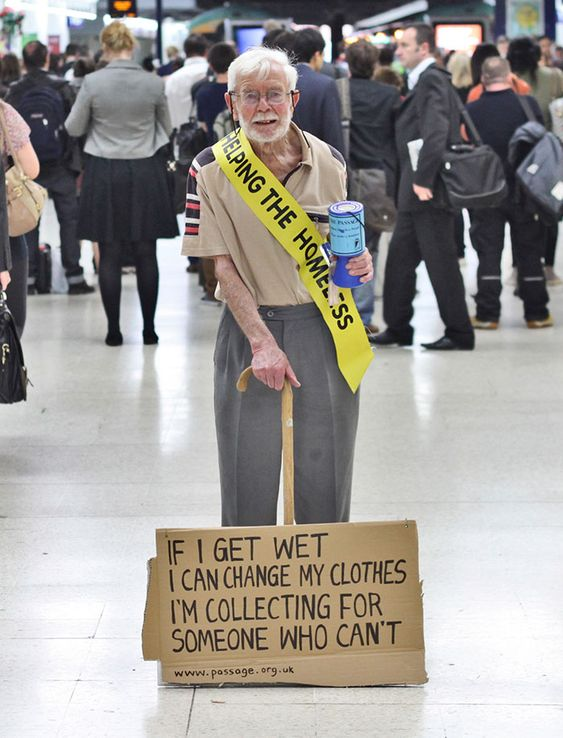 HELPING THE HOMELESS
PASSAGE
IF I GET WET
I CAN CHANGE MY CLOTHES
I'M COLLECTING FOR
SOMEONE WHO CAN'T
www.passage.org.uk